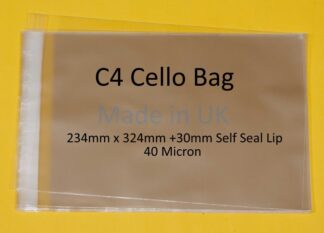 C4 Cello Bag
Made in UK
234mm x 324mm +30mm Self Seal Lip
40 Micron